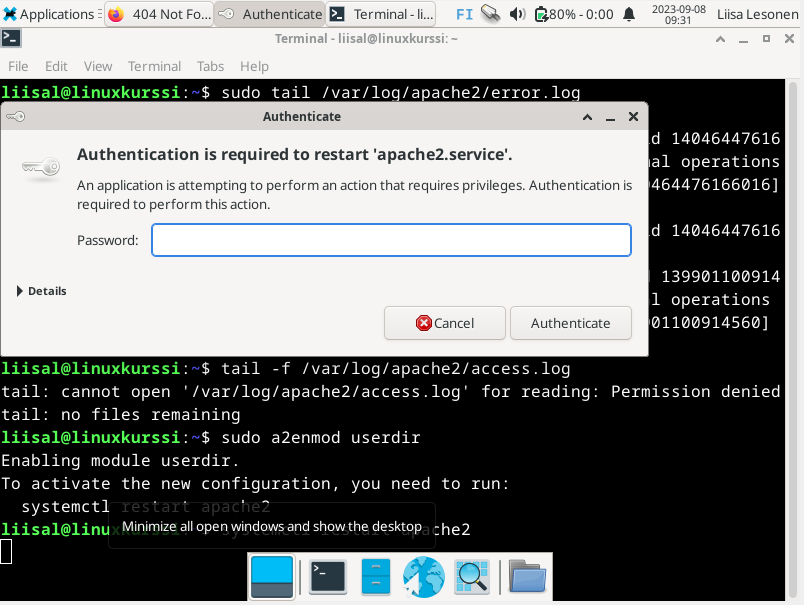 Applications 404 Not Fo... Authenticate Terminal - li... FI 80% - 0:00 2023-09-08 09:31 Liisa Lesonen
Terminal - liisal@linuxkurssi: ~
File Edit View Terminal Tabs Help
liisal@linuxkurssi:~$ sudo tail /var/log/apache2/error.log
Authenticate
Authentication is required to restart 'apache2.service'.
d 14046447616
al operations
An application is attempting to perform an action that requires privileges. Authentication is
0464476166016]
required to perform this action.
Password:
d 14046447616
139901100914
Details
l operations
01100914560]
Cancel Authenticate
liisal@linuxkurssi:~$ tail -f /var/log/apache2/access.log
tail: cannot open '/var/log/apache2/access.log' for reading: Permission denied
tail: no files remaining
liisal@linuxkurssi:~$ sudo a2enmod userdir
Enabling module userdir.
To activate the new configuration, you need to run:
systemctl restart apache2
liisal@linuxkurssi:~$ systemctl restart apache2
Minimize all open windows and show the desktop